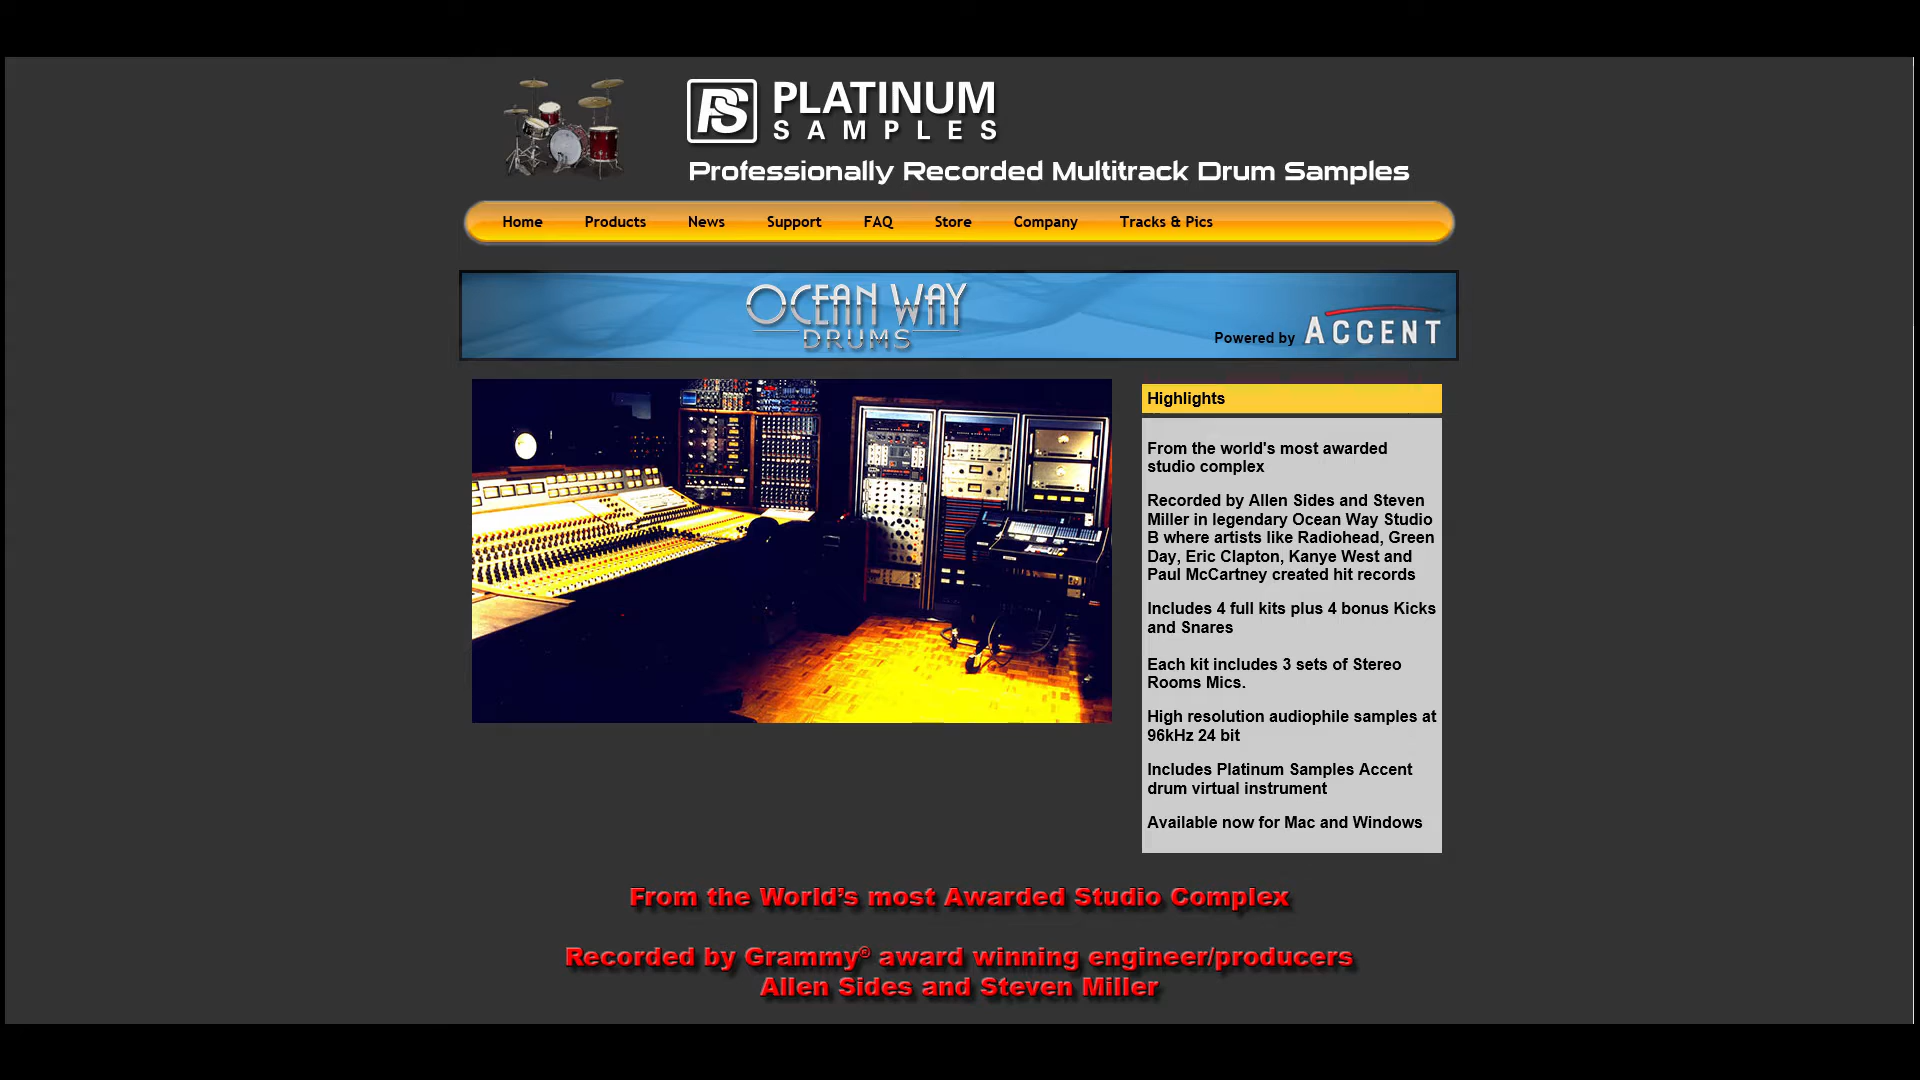 PS PLATINUM
SAMPLES
Professionally Recorded Multitrack Drum Samples
Home Products News Support FAQ Store Company Tracks & Pics
OCEAN WAY
DRUMS
Powered by ACCENT
Highlights
From the world's most awarded
studio complex
Recorded by Allen Sides and Steven
Miller in legendary Ocean Way Studio
B where artists like Radiohead, Green
Day, Eric Clapton, Kanye West and
Paul McCartney created hit records
Includes 4 full kits plus 4 bonus Kicks
and Snares
Each kit includes 3 sets of Stereo
Rooms Mics.
High resolution audiophile samples at
96kHz 24 bit
Includes Platinum Samples Accent
drum virtual instrument
Available now for Mac and Windows
From the World's most Awarded Studio Complex
Recorded by Grammy® award winning engineer/producers
Allen Sides and Steven Miller